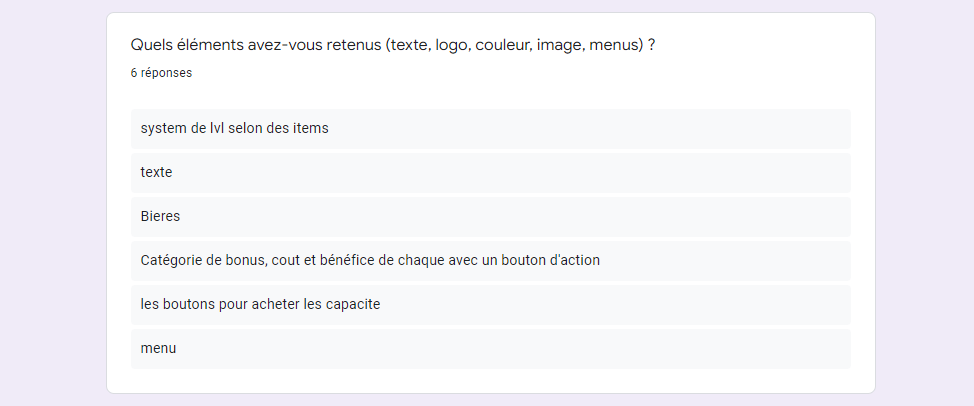 Quels éléments avez-vous retenus (texte, logo, couleur, image, menus) ?
6 réponses
system de lvl selon des items
texte
Bieres
Catégorie de bonus, cout et bénéfice de chaque avec un bouton d'action
les boutons pour acheter les capacite
menu